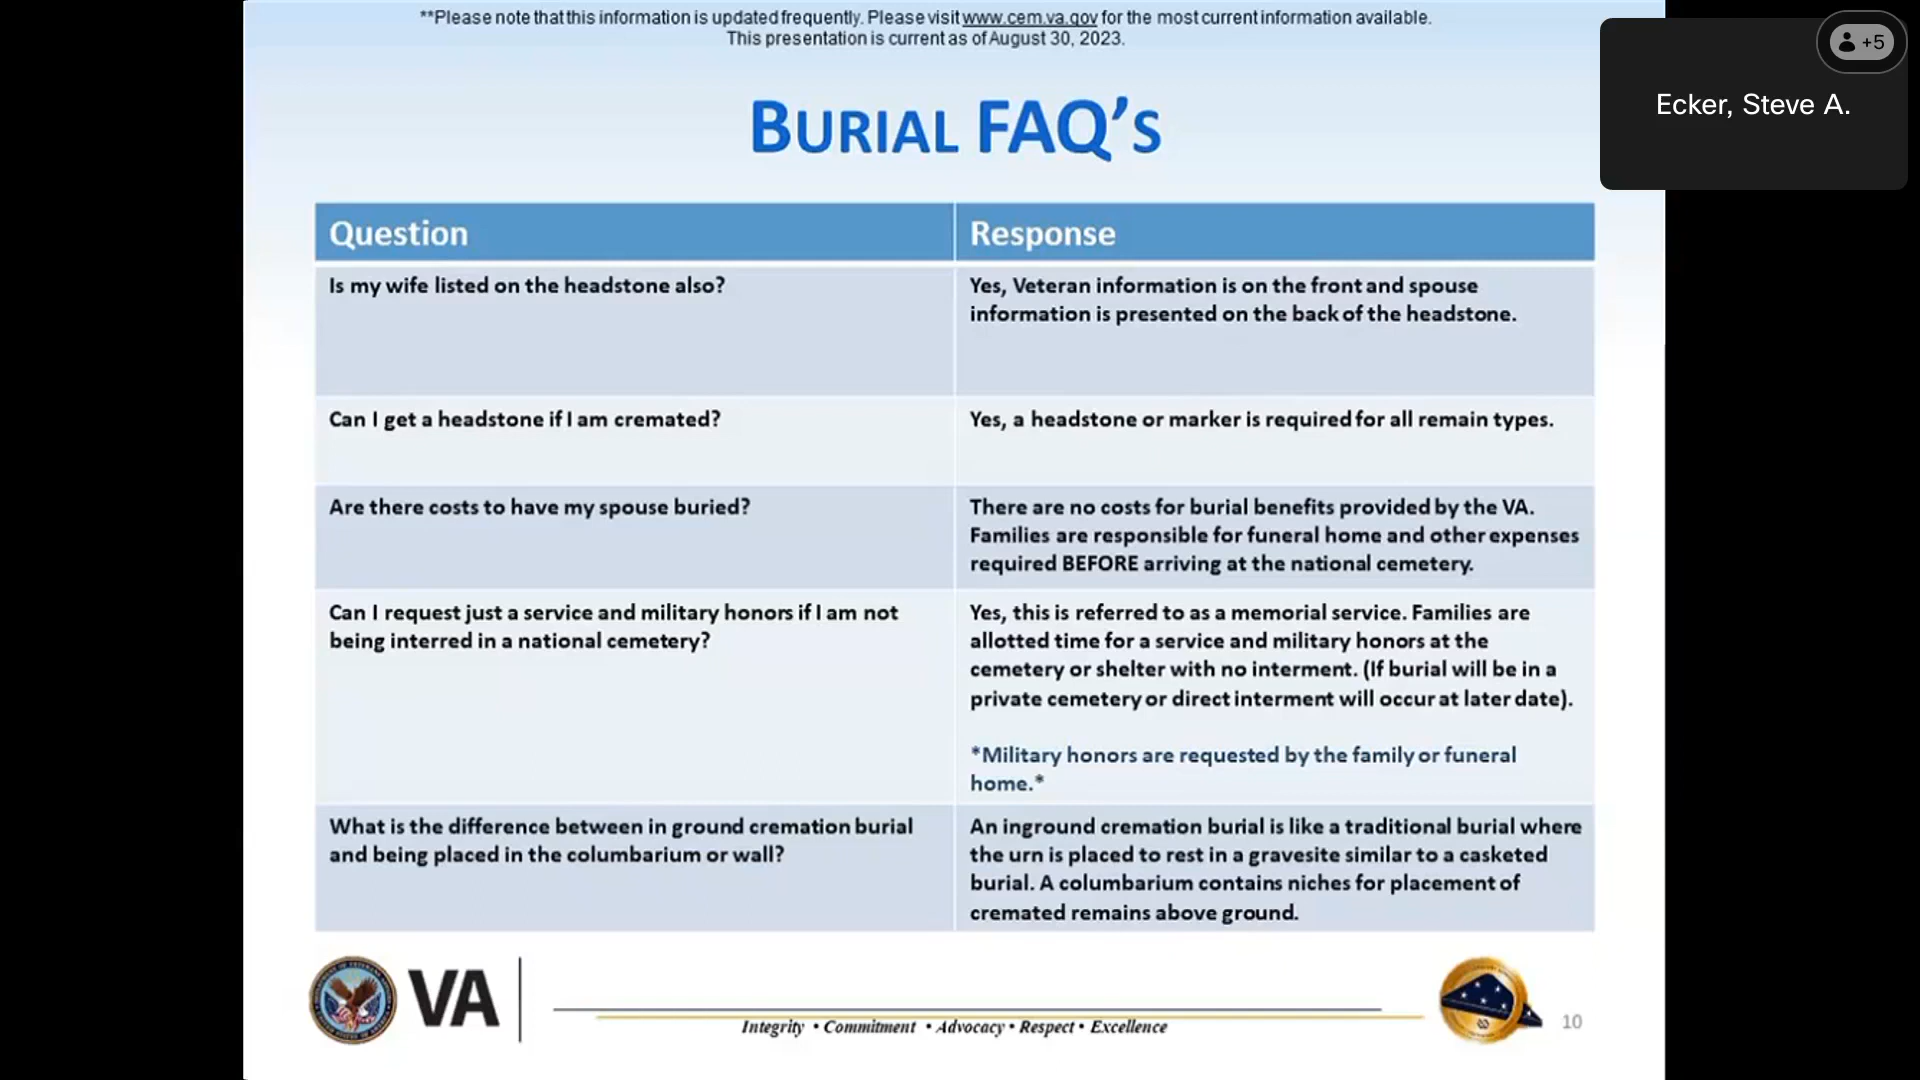 **Please note that this information is updated frequently. Please visit www.cem.va.gov for the most current information available.
This presentation is current as of August 30, 2023.
+5
Ecker, Steve A.
BURIAL FAQ'S
Question
Response
Is my wife listed on the headstone also?
Yes, Veteran information is on the front and spouse
information is presented on the back of the headstone.
Can I get a headstone if I am cremated?
Yes, a headstone or marker is required for all remain types.
Are there costs to have my spouse buried?
There are no costs for burial benefits provided by the VA.
Families are responsible for funeral home and other expenses
required BEFORE arriving at the national cemetery.
Can I request just a service and military honors if I am not
being interred in a national cemetery?
Yes, this is referred to as a memorial service. Families are
allotted time for a service and military honors at the
cemetery or shelter with no interment. (If burial will be in a
private cemetery or direct interment will occur at later date).
*Military honors are requested by the family or funeral
home.*
What is the difference between in ground cremation burial
and being placed in the columbarium or wall?
An inground cremation burial is like a traditional burial where
the urn is placed to rest in a gravesite similar to a casketed
burial. A columbarium contains niches for placement of
cremated remains above ground.
VA
Integrity • Commitment • Advocacy • Respect • Excellence
10